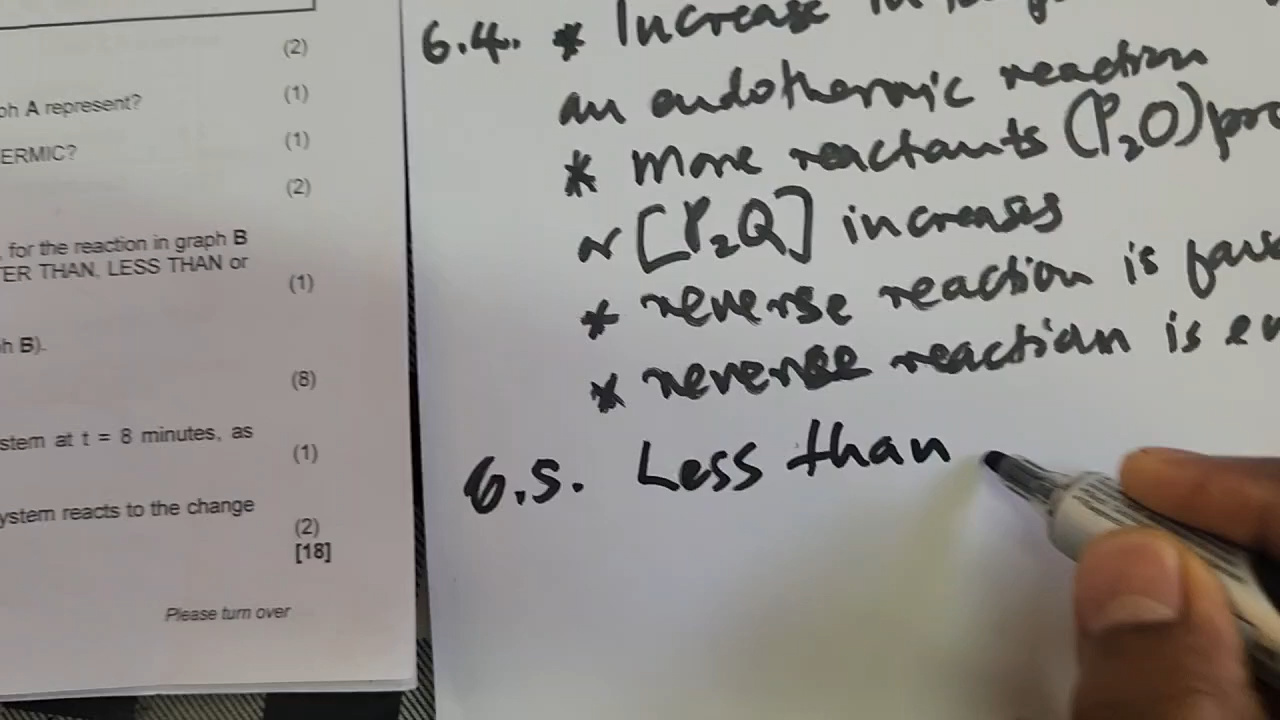 (2)
ph A represent?
(1)
ERMIC?
(1)
(2)
for the reaction in graph B
TER THAN, LESS THAN or
(1)
h B).
(8)
stem at t = 8 minutes, as
(1)
ystem reacts to the change
(2)
[18]
Please turn over
6.4. * Increase in
an endothermic reaction
* more reactants (P₂O)
or [P₂Q] increases
* reverse reaction is
* reverse reaction is
6.5. Less than